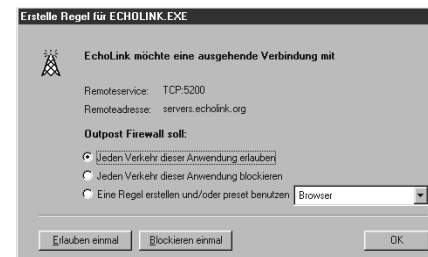 Erstelle Regel für ECHOLINK.EXE
EchoLink möchte eine ausgehende Verbindung mit
Remoteservice: TCP:5200
Remoteadresse: servers.echolink.org
Outpost Firewall soll:
Jeden Verkehr dieser Anwendung erlauben
Jeden Verkehr dieser Anwendung blockieren
Eine Regel erstellen und/oder preset benutzen Browser
Erlauben einmal Blockieren einmal OK